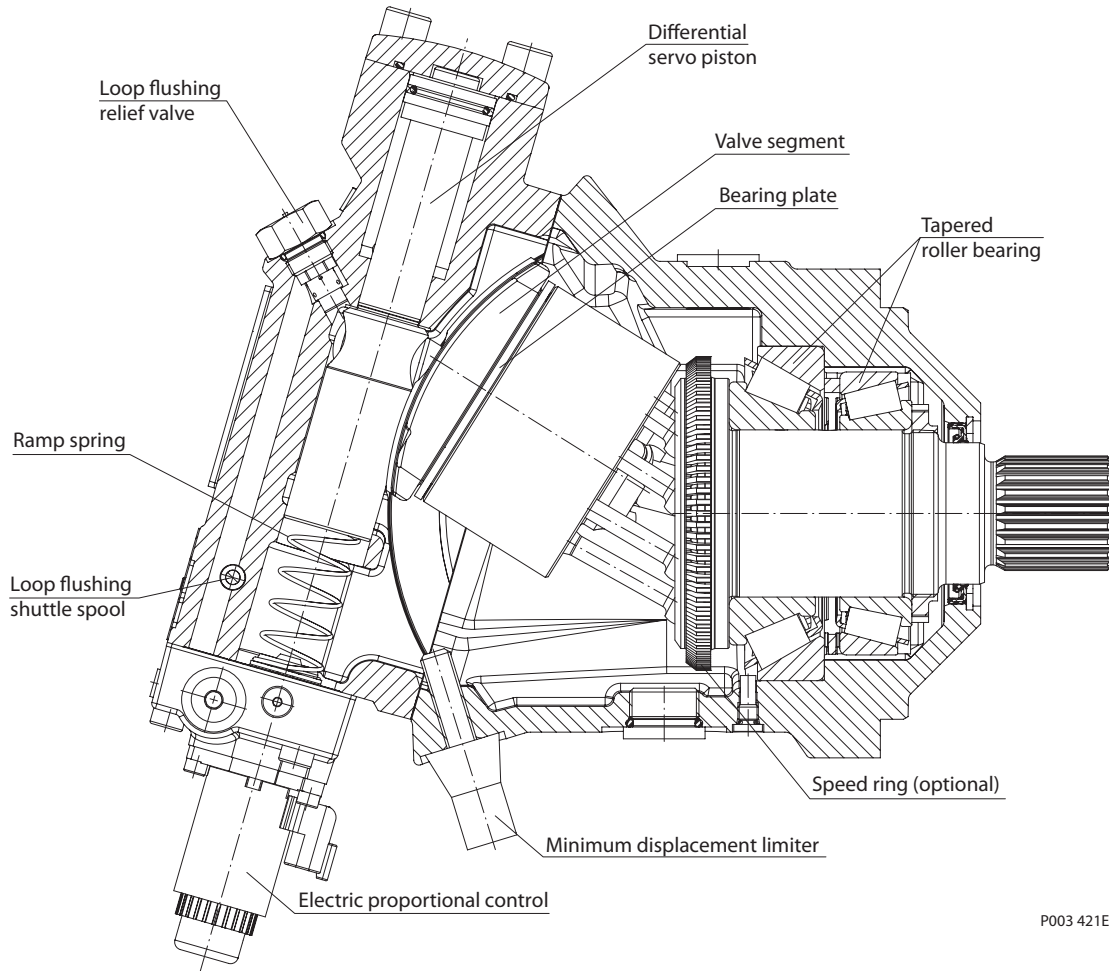 Differential
servo piston
Loop flushing
relief valve
Valve segment
Bearing plate
Tapered
roller bearing
Ramp spring
Loop flushing
shuttle spool
Speed ring (optional)
Minimum displacement limiter
Electric proportional control
P003 421E